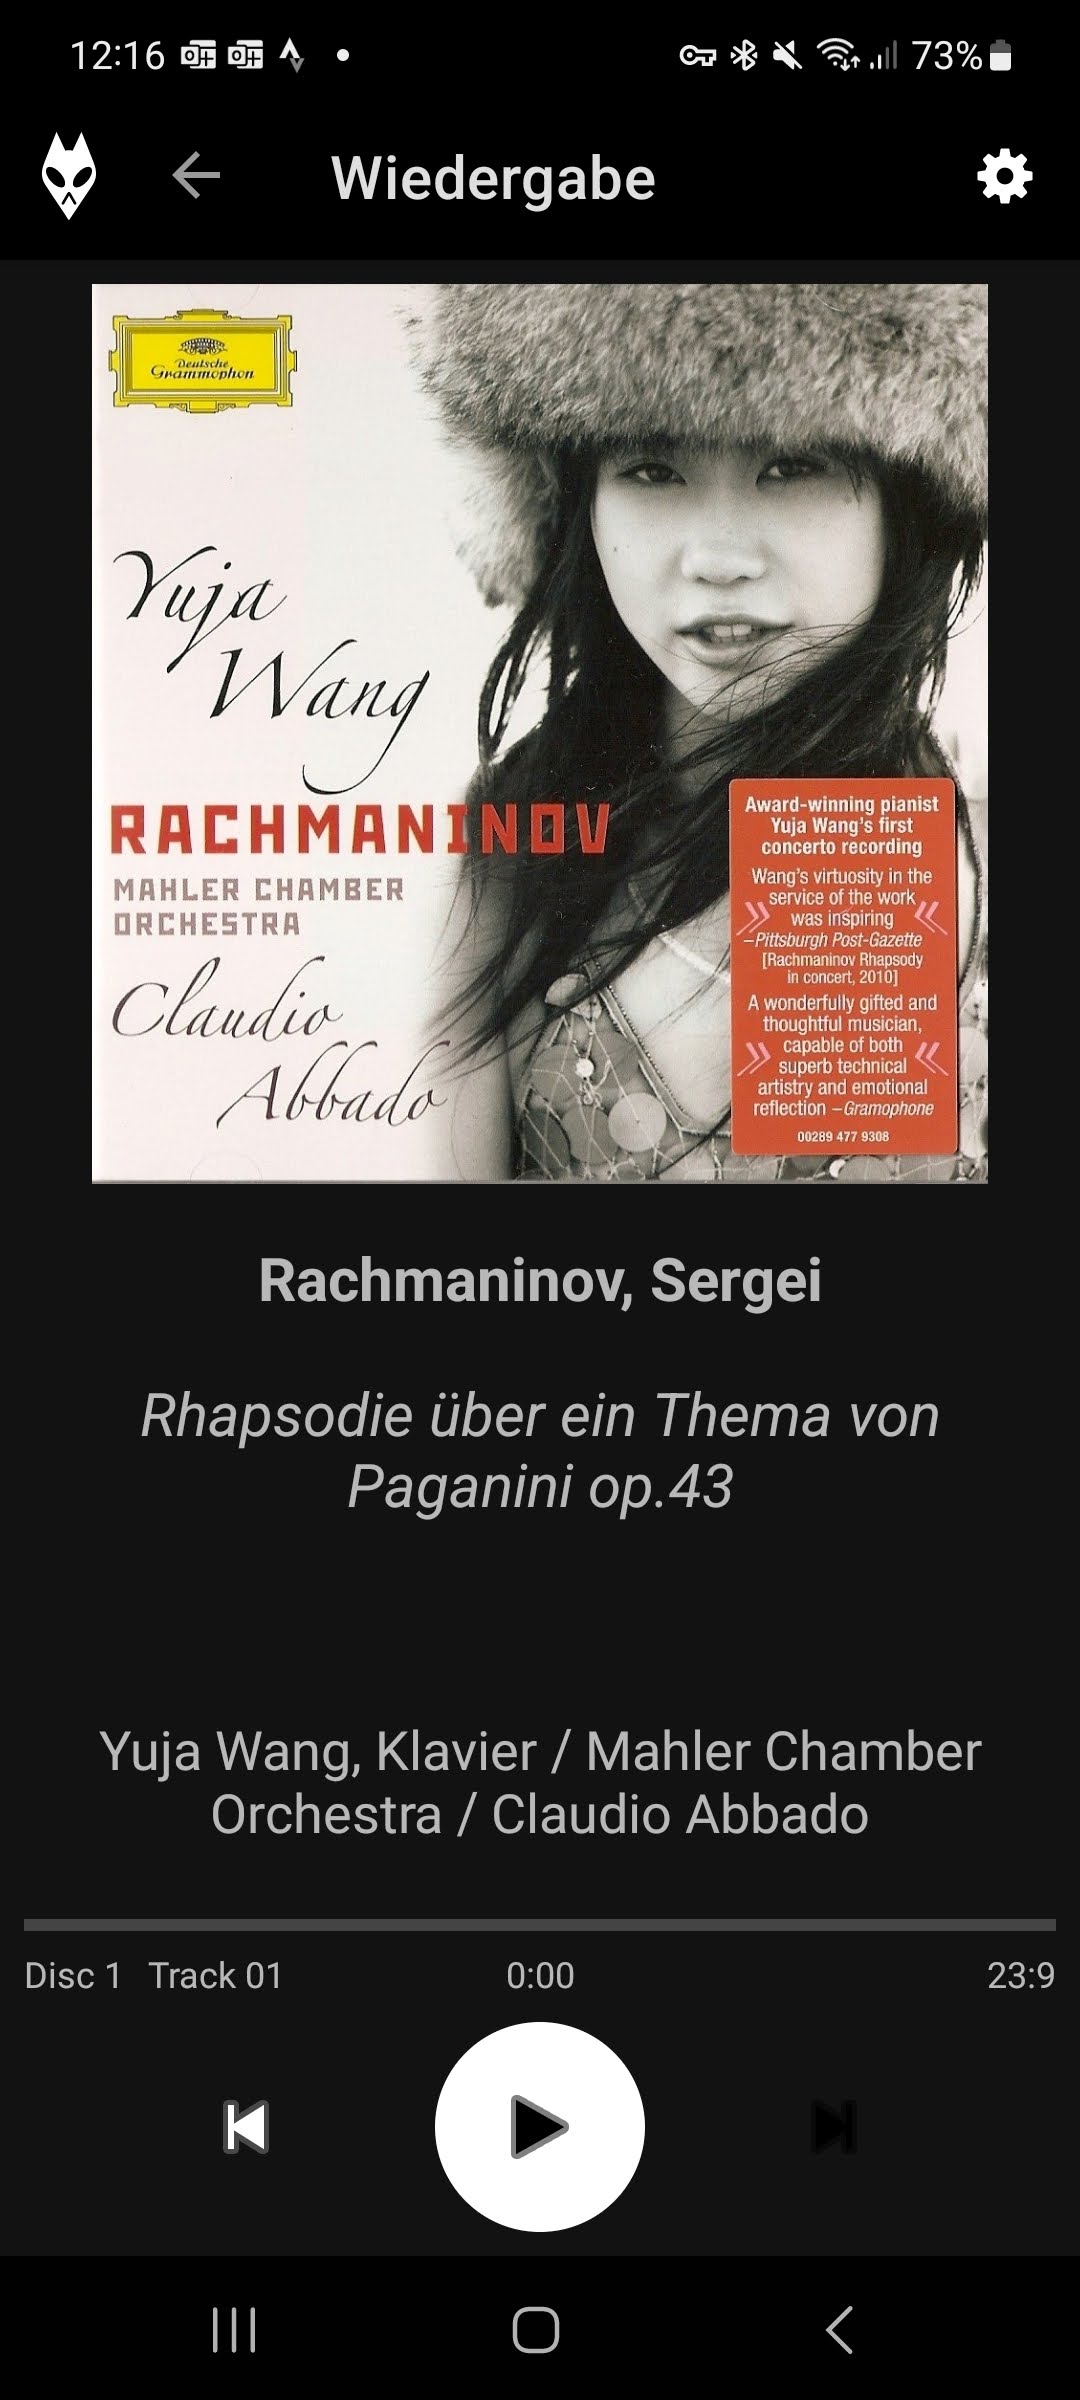 12:16
73%
Wiedergabe
Deutsche
Grammophon
Yuja
Wang
RACHMANINOV
MAHLER CHAMBER
ORCHESTRA
Claudio
Abbado
Award-winning pianist
Yuja Wang's first
concerto recording
Wang's virtuosity in the
service of the work
was inspiring
–Pittsburgh Post-Gazette
[Rachmaninov Rhapsody
in concert, 2010]
A wonderfully gifted and
thoughtful musician,
capable of both
superb technical
artistry and emotional
reflection –Gramophone
00289 477 9308
Rachmaninov, Sergei
Rhapsodie über ein Thema von
Paganini op.43
Yuja Wang, Klavier / Mahler Chamber
Orchestra / Claudio Abbado
Disc 1 Track 01 0:00 23:9